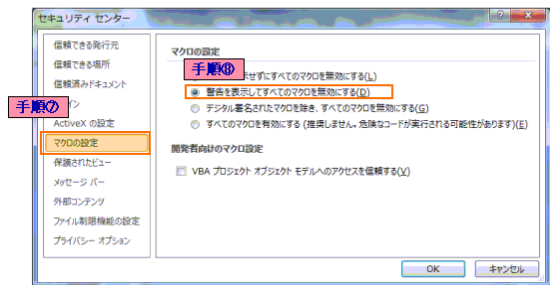 セキュリティ センター
信頼できる発行元
信頼できる場所
信頼済みドキュメント
イン
ActiveX の設定
マクロの設定
保護されたビュー
メッセージ バー
外部コンテンツ
ファイル制限機能の設定
プライバシー オプション
手順⑦
マクロの設定
手順⑧
示せずにすべてのマクロを無効にする(L)
警告を表示してすべてのマクロを無効にする(D)
デジタル署名されたマクロを除き、すべてのマクロを無効にする(G)
すべてのマクロを有効にする (推奨しません。危険なコードが実行される可能性があります)(E)
開発者向けのマクロ設定
VBA プロジェクト オブジェクト モデルへのアクセスを信頼する(V)
OK
キャンセル